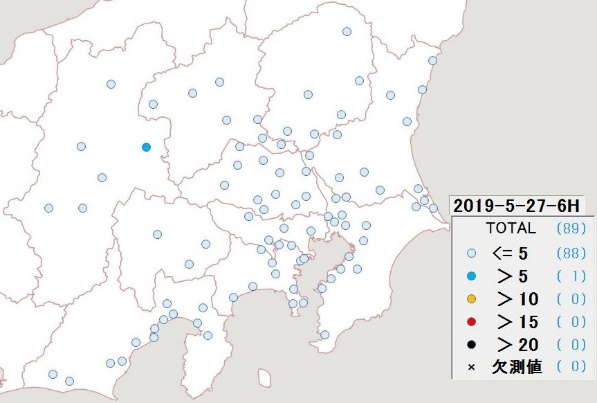 2019-5-27-6H
TOTAL (89)
<= 5 (88)
> 5 ( 1)
> 10 ( 0)
> 15 ( 0)
> 20 ( 0)
× 欠測値 ( 0)